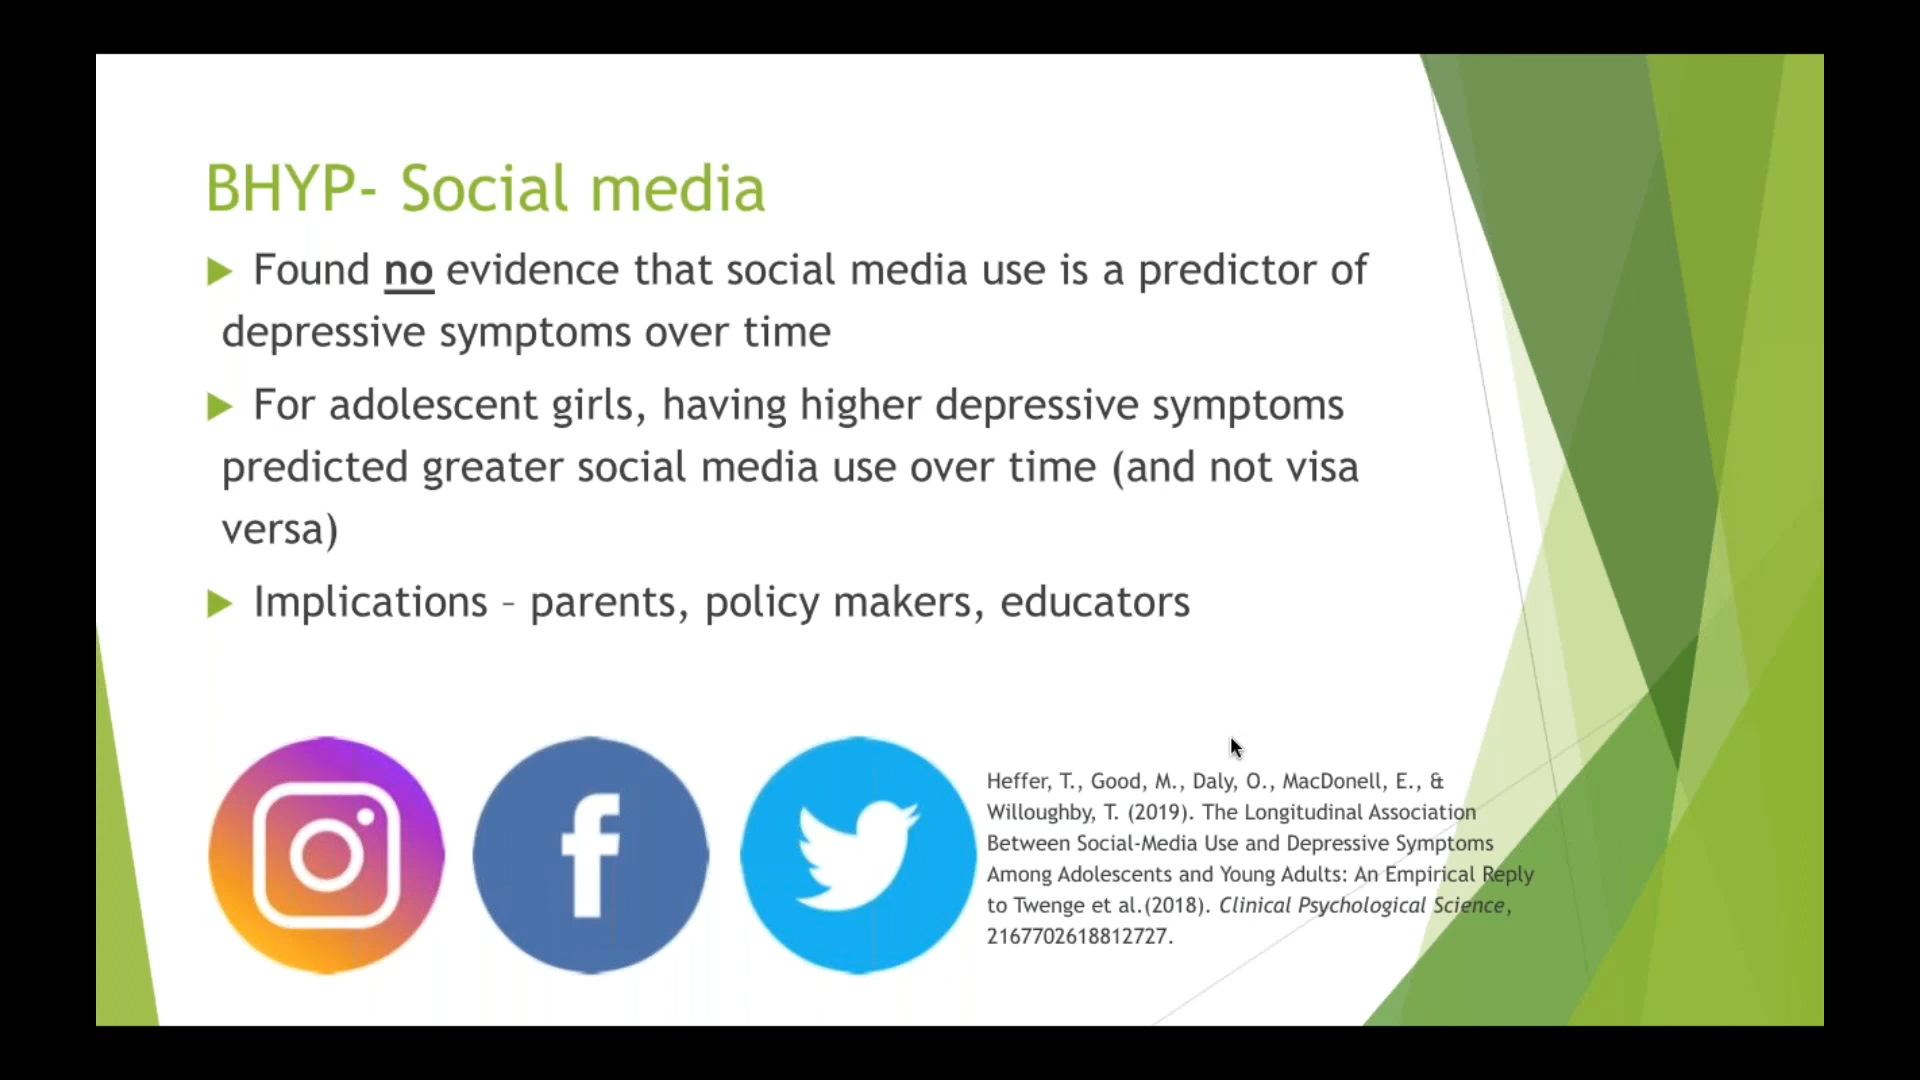 BHYP- Social media
Found no evidence that social media use is a predictor of
depressive symptoms over time
For adolescent girls, having higher depressive symptoms
predicted greater social media use over time (and not visa
versa)
Implications – parents, policy makers, educators
Heffer, T., Good, M., Daly, O., MacDonell, E., &
Willoughby, T. (2019). The Longitudinal Association
Between Social-Media Use and Depressive Symptoms
Among Adolescents and Young Adults: An Empirical Reply
to Twenge et al.(2018). Clinical Psychological Science,
2167702618812727.